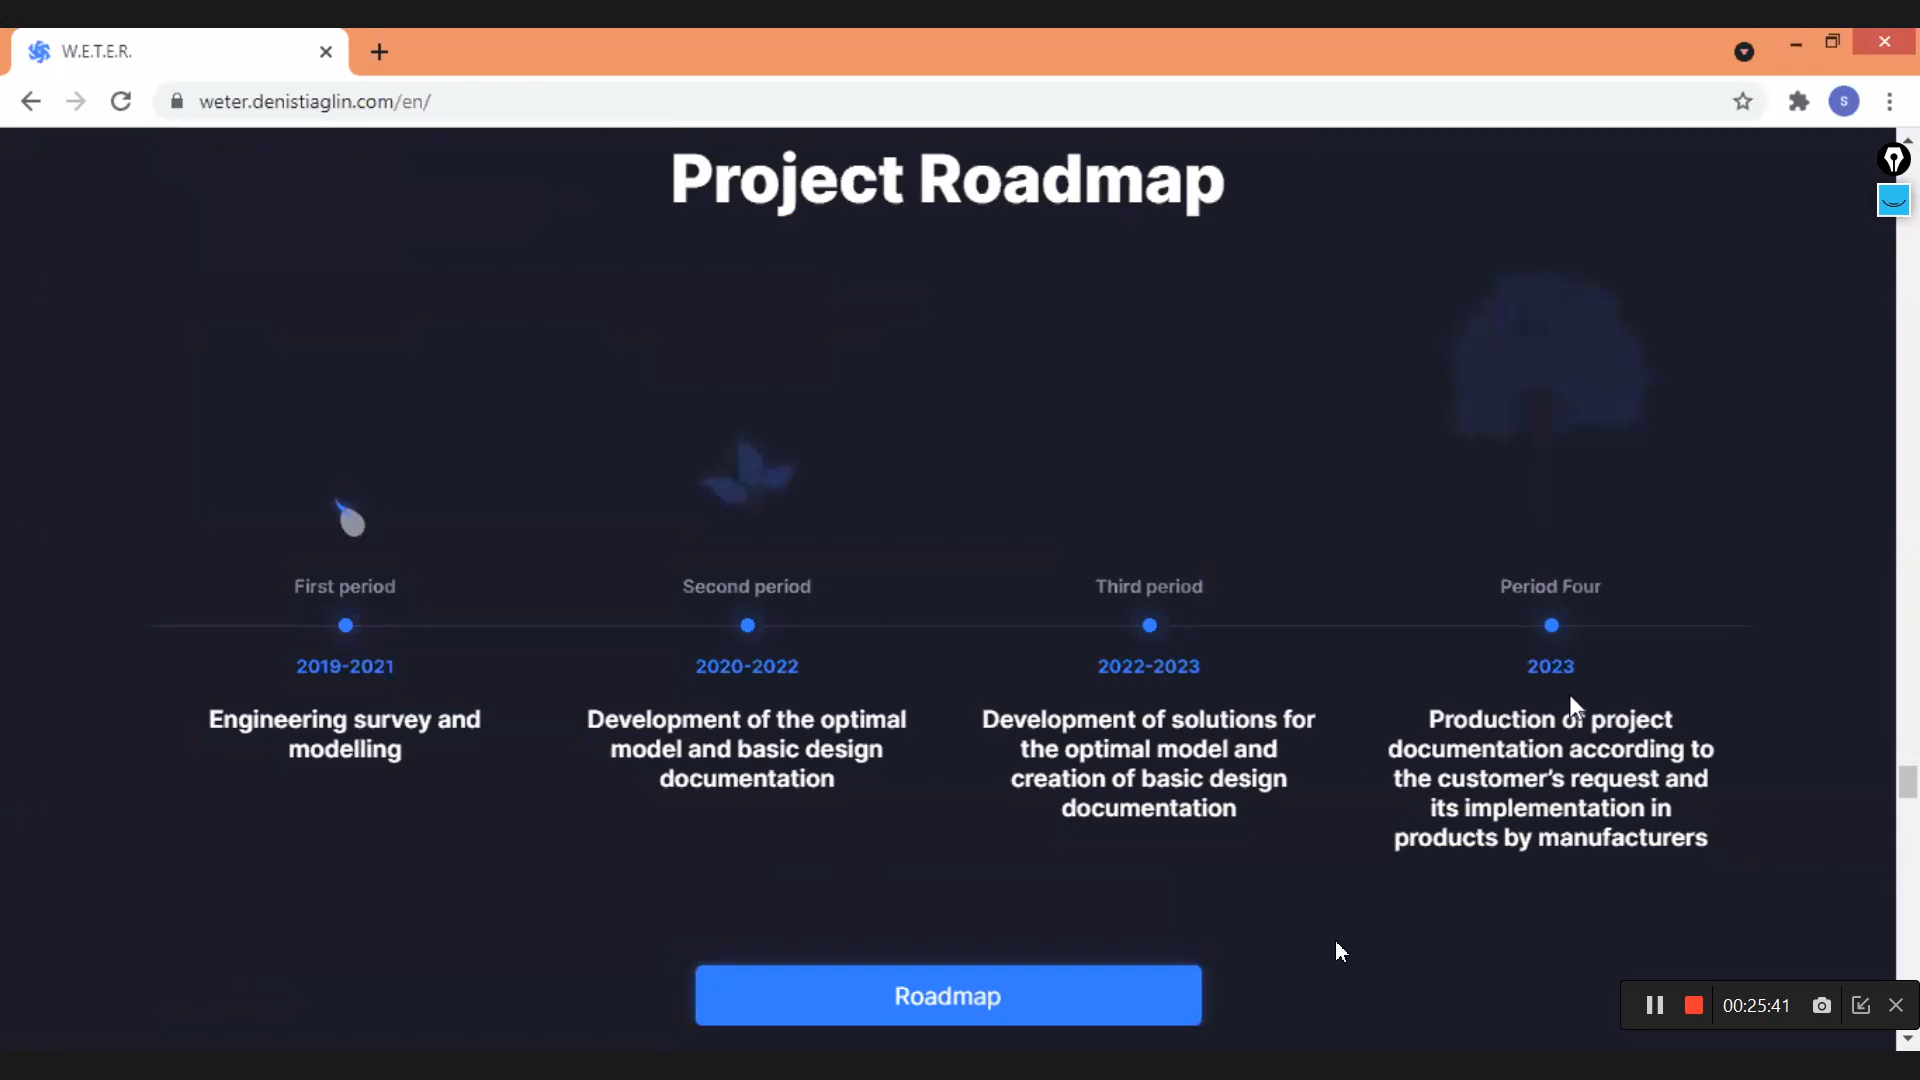 W.E.T.E.R.
weter.denistiaglin.com/en/
S
Project Roadmap
First period
2019-2021
Engineering survey and
modelling
Second period
2020-2022
Development of the optimal
model and basic design
documentation
Third period
2022-2023
Development of solutions for
the optimal model and
creation of basic design
documentation
Period Four
2023
Production of project
documentation according to
the customer's request and
its implementation in
products by manufacturers
Roadmap
00:25:41